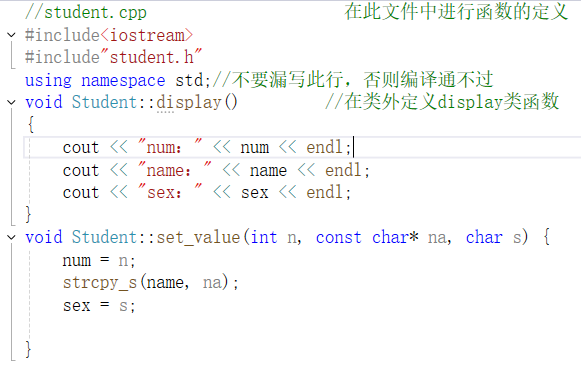 //student.cpp                    在此文件中进行函数的定义
#include<iostream>
#include"student.h"
using namespace std;//不要漏写此行，否则编译通不过
void Student::display()        //在类外定义display类函数
{
    cout << "num：" << num << endl;
    cout << "name：" << name << endl;
    cout << "sex：" << sex << endl;
}
void Student::set_value(int n, const char* na, char s) {
    num = n;
    strcpy_s(name, na);
    sex = s;
}